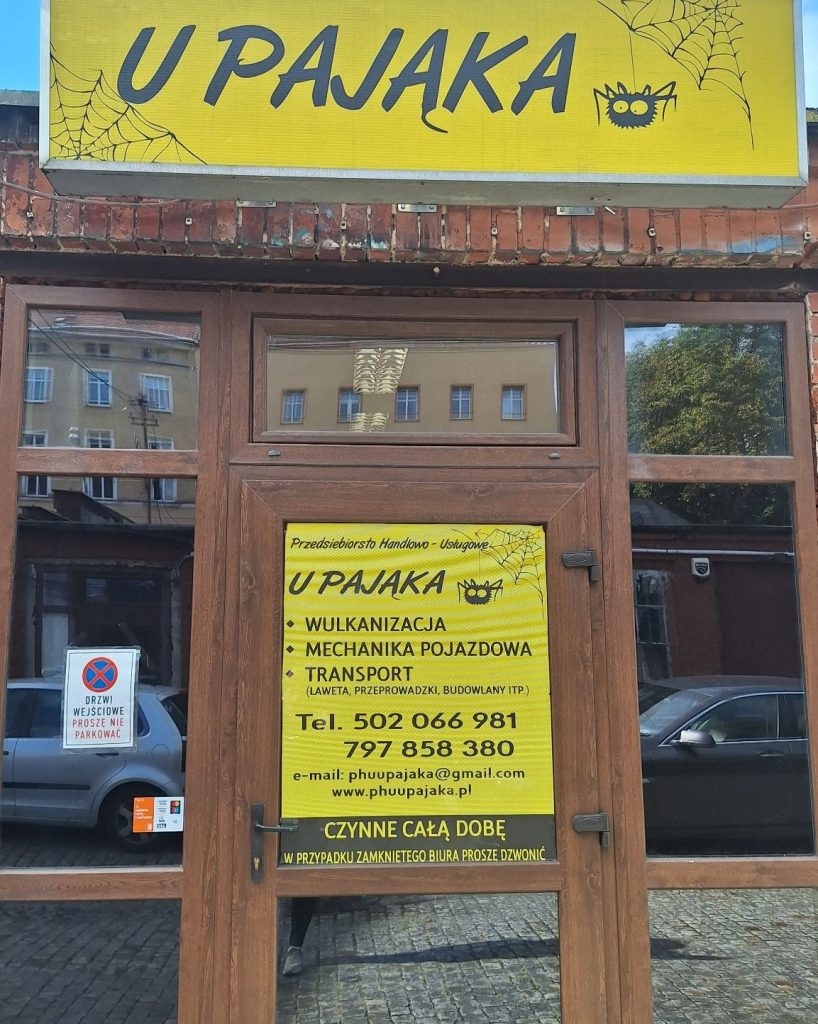 U PAJĄKA
Przedsiebiorsto Handlowo - Usługowe
U PAJĄKA
• WULKANIZACJA
• MECHANIKA POJAZDOWA
• TRANSPORT
(LAWETA, PRZEPROWADZKI, BUDOWLANY ITP.)
Tel. 502 066 981
797 858 380
e-mail: phuupajaka@gmail.com
www.phuupajaka.pl
CZYNNE CAŁĄ DOBĘ
W PRZYPADKU ZAMKNIETEGO BIURA PROSZE DZWONIĆ
DRZWI
WEJŚCIOWE
PROSZĘ NIE
PARKOWAĆ